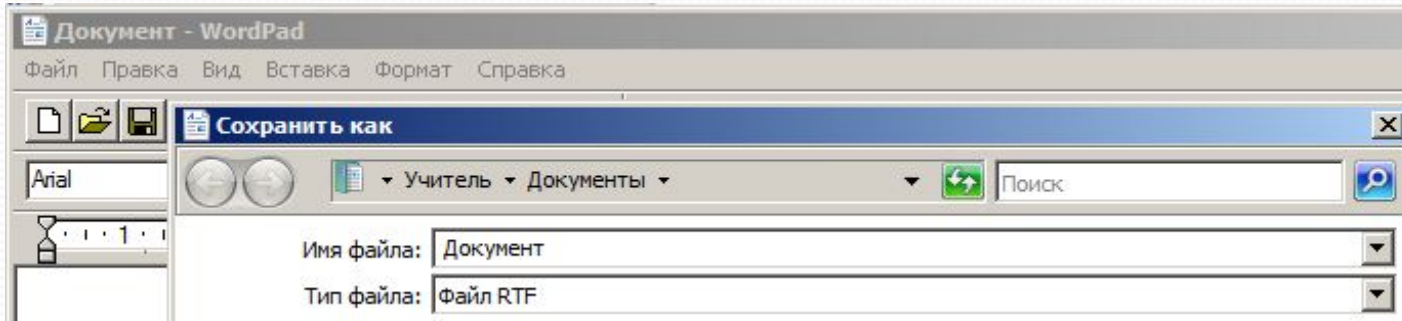 Документ - WordPad
Файл Правка Вид Вставка Формат Справка
Сохранить как
Arial
Учитель Документы
Поиск
1
Имя файла: Документ
Тип файла: Файл RTF